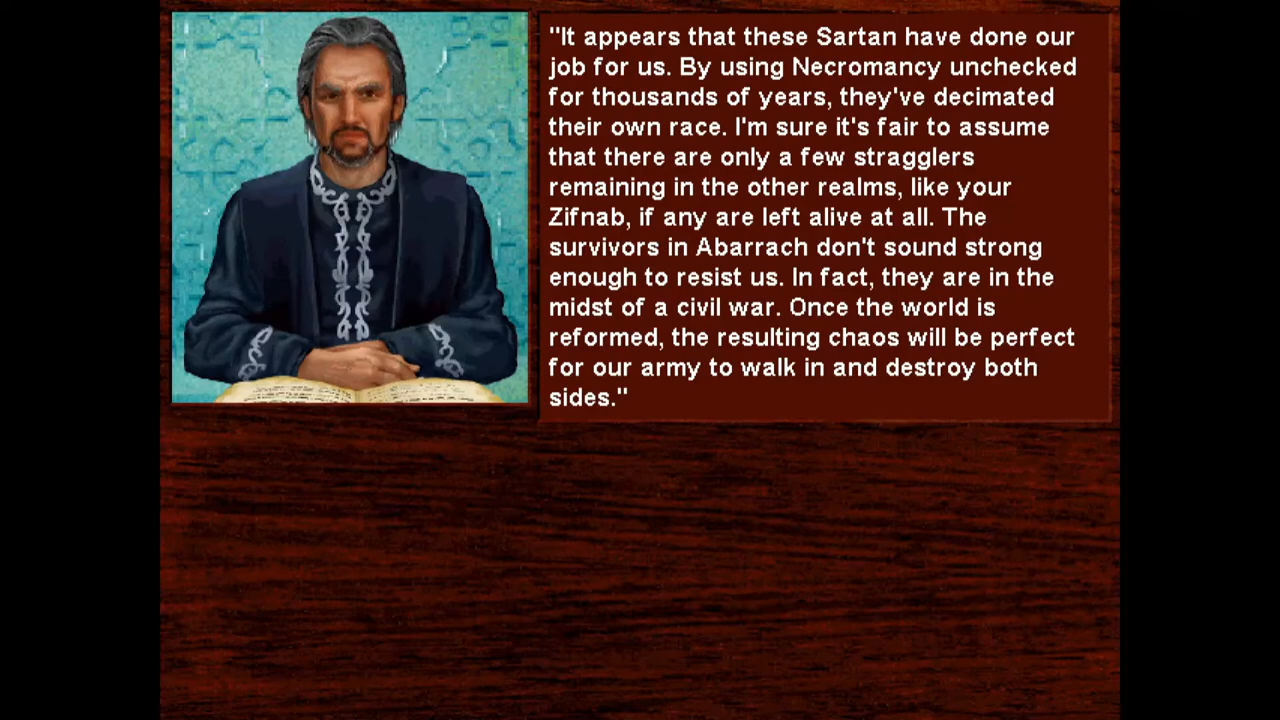 "It appears that these Sartan have done our
job for us. By using Necromancy unchecked
for thousands of years, they've decimated
their own race. I'm sure it's fair to assume
that there are only a few stragglers
remaining in the other realms, like your
Zifnab, if any are left alive at all. The
survivors in Abarrach don't sound strong
enough to resist us. In fact, they are in the
midst of a civil war. Once the world is
reformed, the resulting chaos will be perfect
for our army to walk in and destroy both
sides."